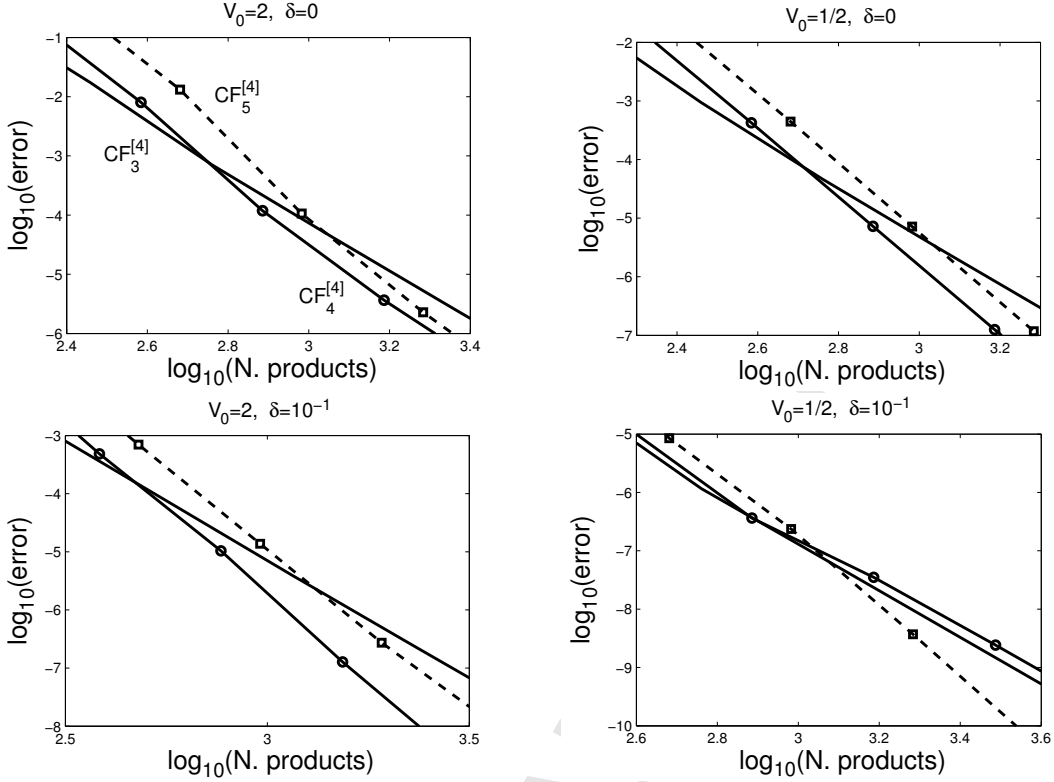 V₀=2, δ=0
-1
-2
-3
-4
-5
-6
CF₅^[4]
CF₃^[4]
CF₄^[4]
log₁₀(error)
2.4 2.6 2.8 3 3.2 3.4
log₁₀(N. products)
V₀=1/2, δ=0
-2
-3
-4
-5
-6
-7
log₁₀(error)
2.4 2.6 2.8 3 3.2
log₁₀(N. products)
V₀=2, δ=10⁻¹
-3
-4
-5
-6
-7
-8
log₁₀(error)
2.5 3 3.5
log₁₀(N. products)
V₀=1/2, δ=10⁻¹
-5
-6
-7
-8
-9
-10
log₁₀(error)
2.6 2.8 3 3.2 3.4 3.6
log₁₀(N. products)